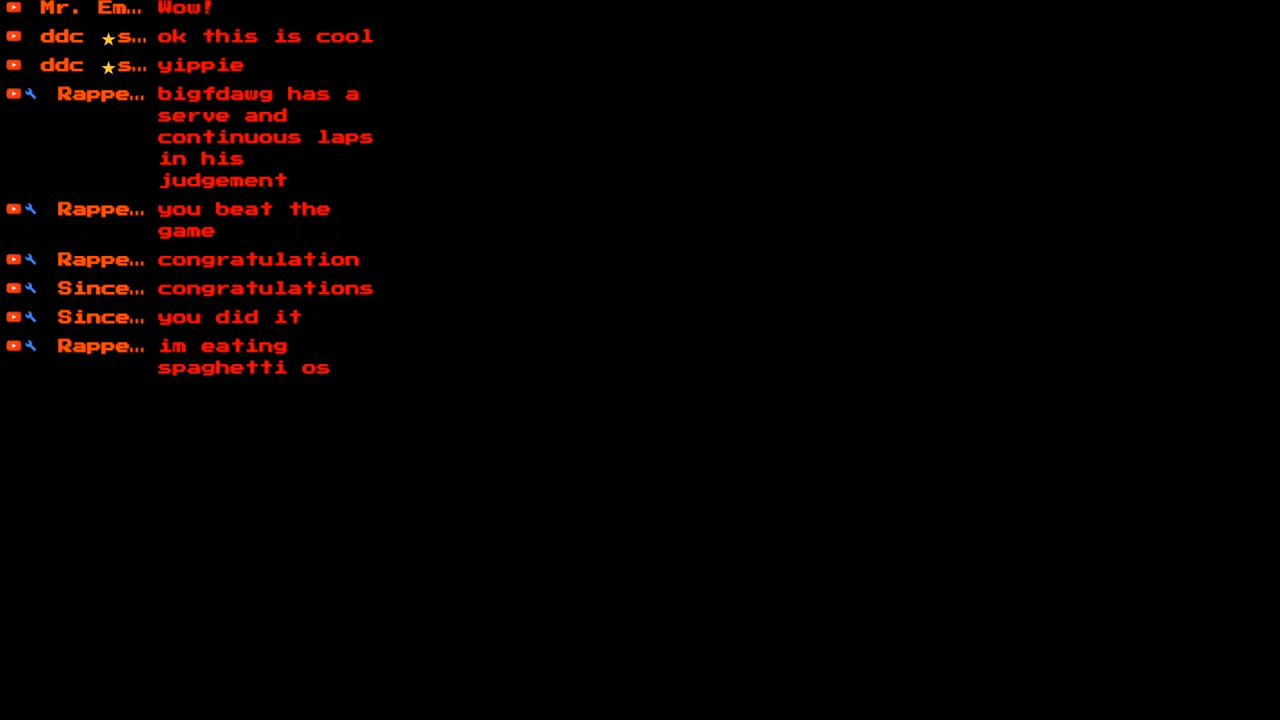 Mr. Em… Wow!
ddc ★s… ok this is cool
ddc ★s… yippie
Rappe… bigfdawg has a
serve and
continuous laps
in his
judgement
Rappe… you beat the
game
Rappe… congratulation
Since… congratulations
Since… you did it
Rappe… im eating
spaghetti os